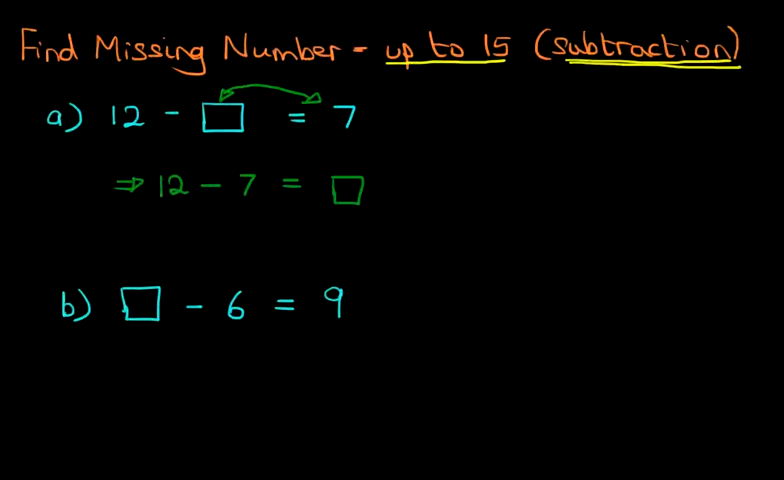 Find Missing Number - up to 15 (subtraction)
a) 12 - □ = 7
⇒ 12 - 7 = □
b) □ - 6 = 9